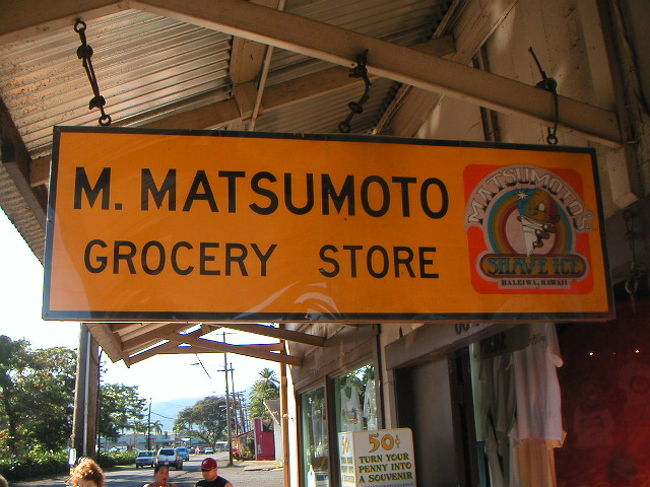 M. MATSUMOTO
GROCERY STORE
MATSUMOTO'S
SHAVE ICE
HALEIWA, HAWAII
50¢
TURN YOUR
PENNY INTO
A SOUVENIR